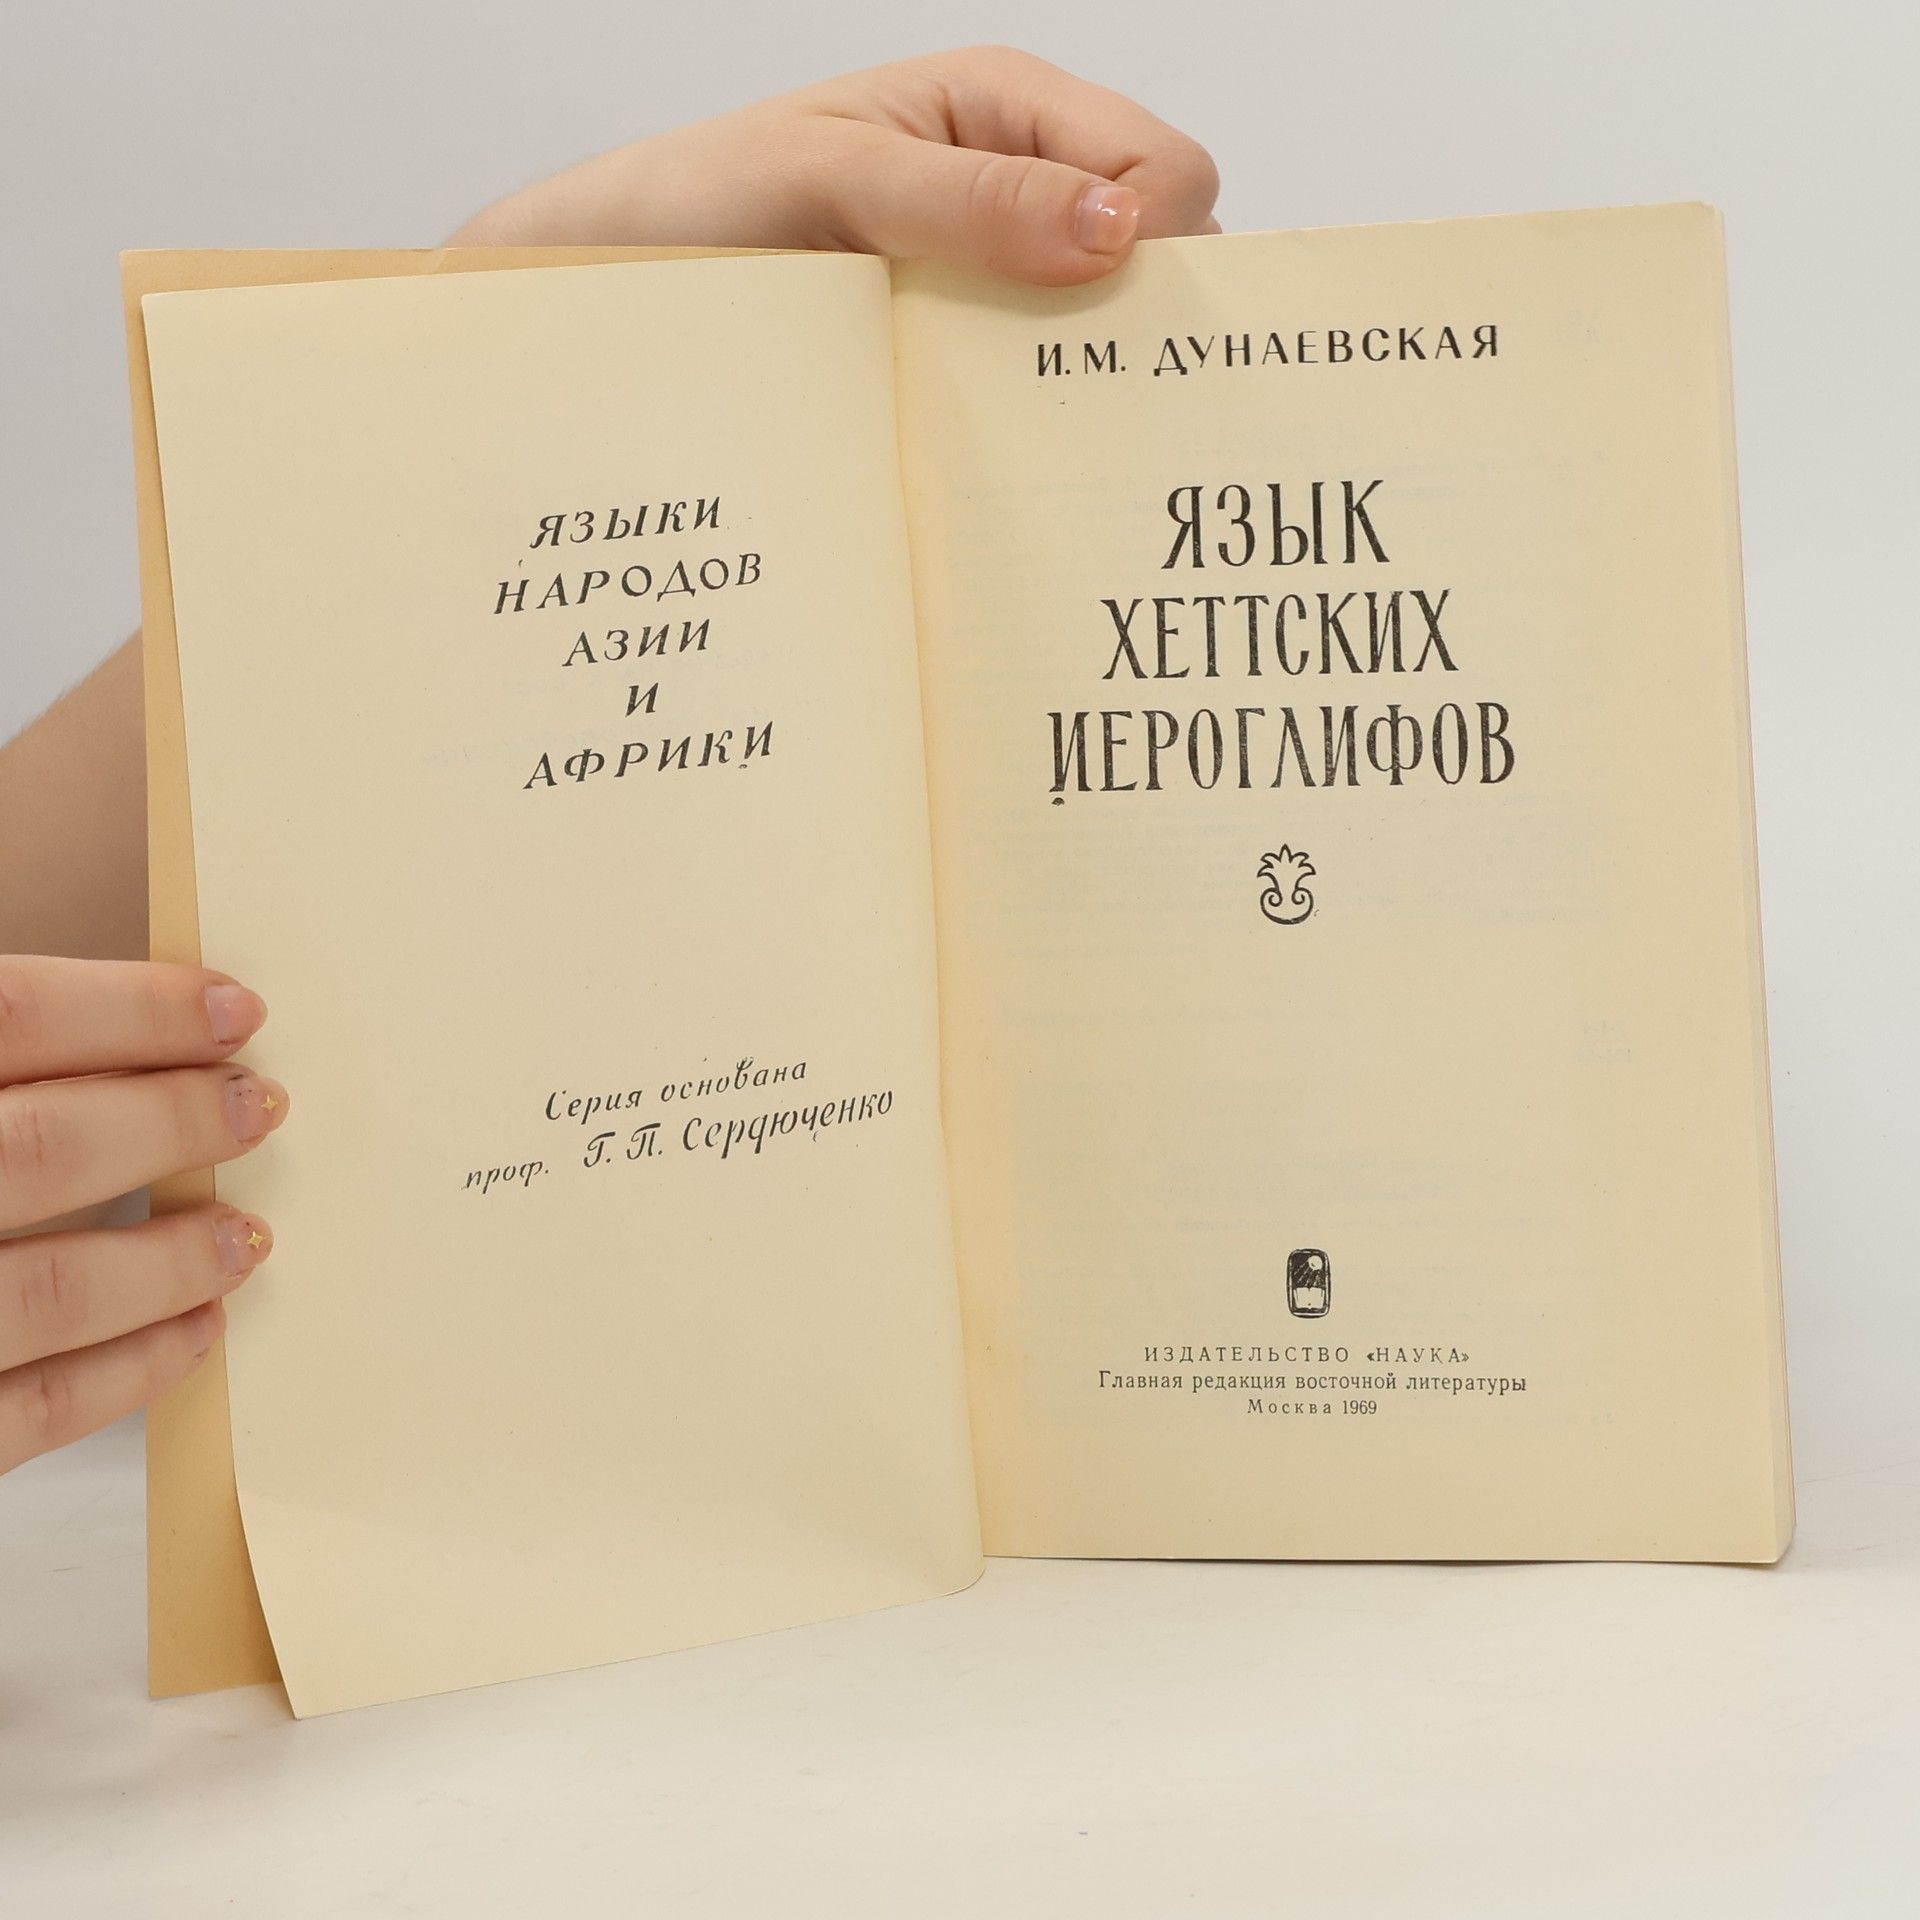 ЯЗЫКИ
НАРОДОВ
АЗИИ
И
АФРИКИ
Серия основана
проф. Г. П. Сердюченко
И. М. ДУНАЕВСКАЯ
ЯЗЫК
ХЕТТСКИХ
ИЕРОГЛИФОВ
ИЗДАТЕЛЬСТВО «НАУКА»
Главная редакция восточной литературы
Москва 1969